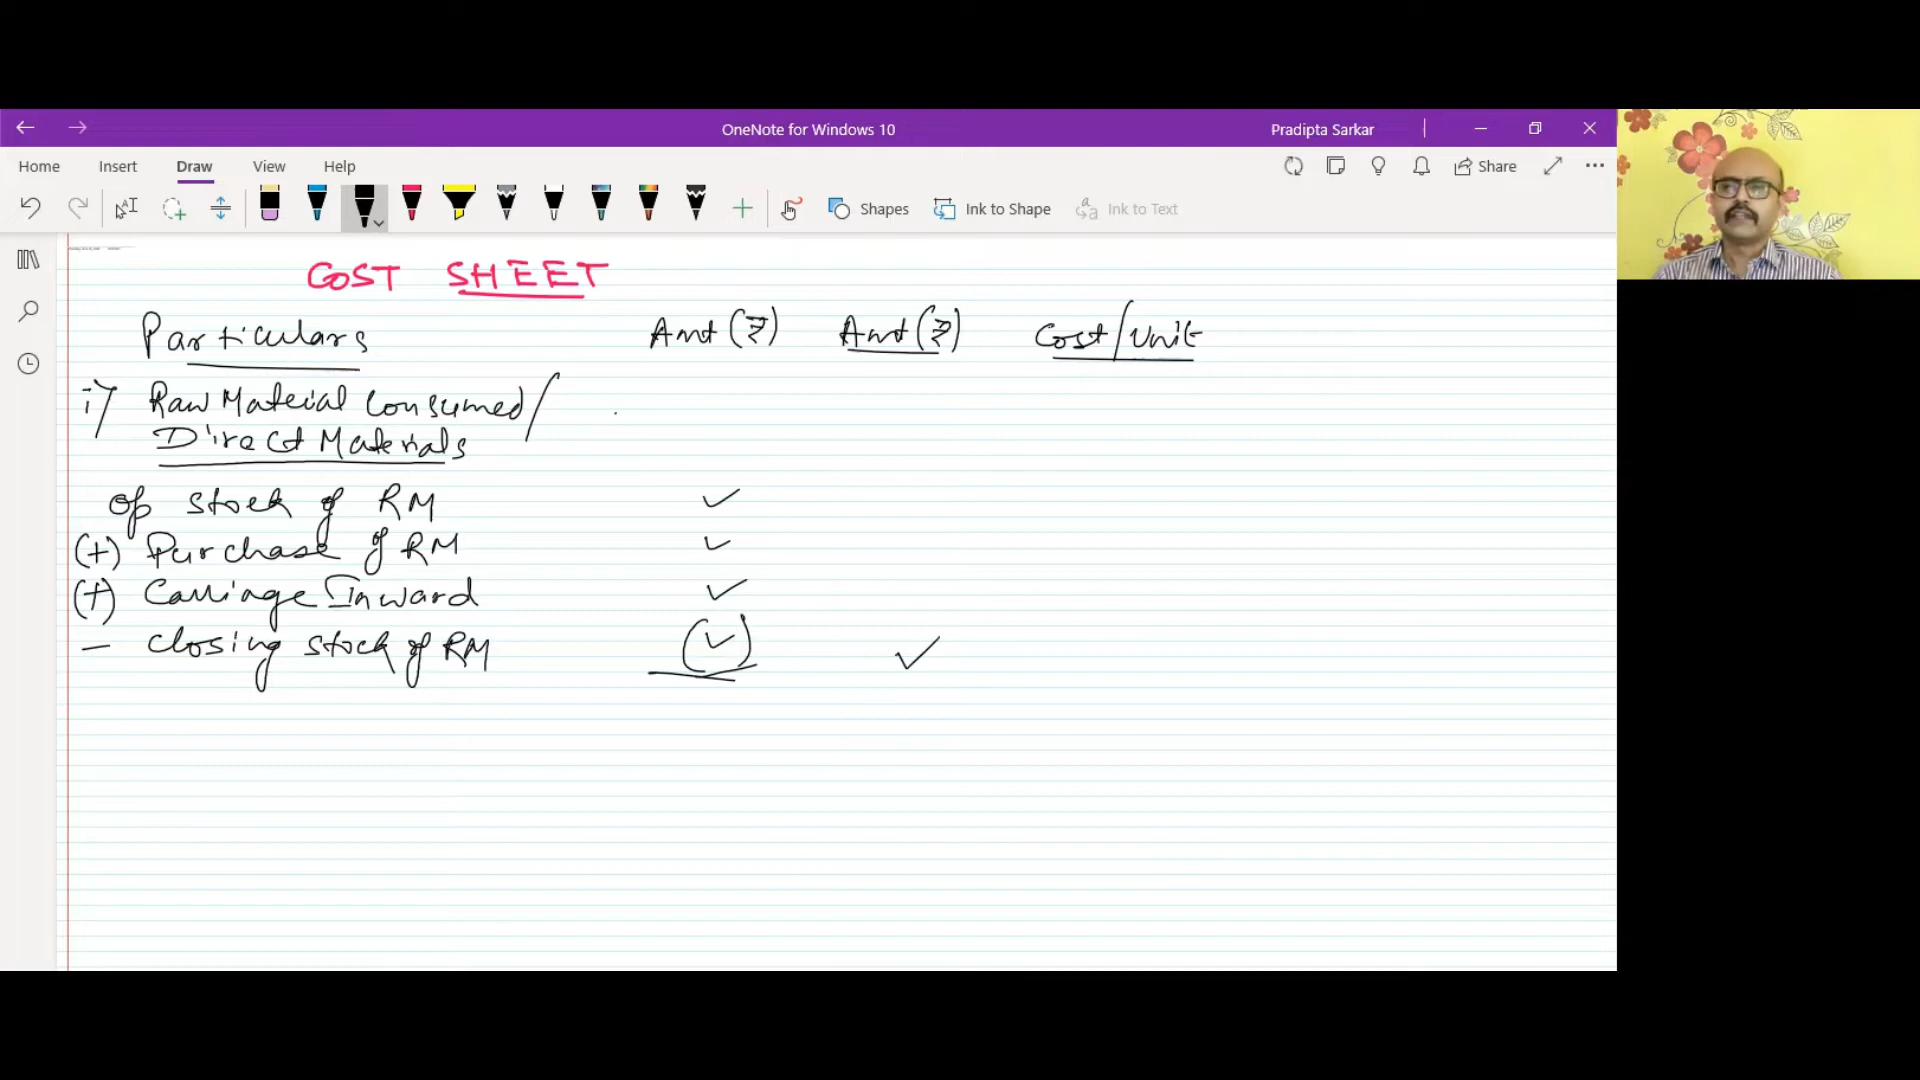 OneNote for Windows 10
Pradipta Sarkar
Home Insert Draw View Help
Share
Shapes Ink to Shape Ink to Text
COST SHEET
Particulars Amt (₹) Amt (₹) Cost/Unit
i) Raw Material Consumed/
Direct Materials
Op stock of RM ✓
(+) Purchase of RM ✓
(+) Carriage Inward ✓
– Closing stock of RM (✓) ✓